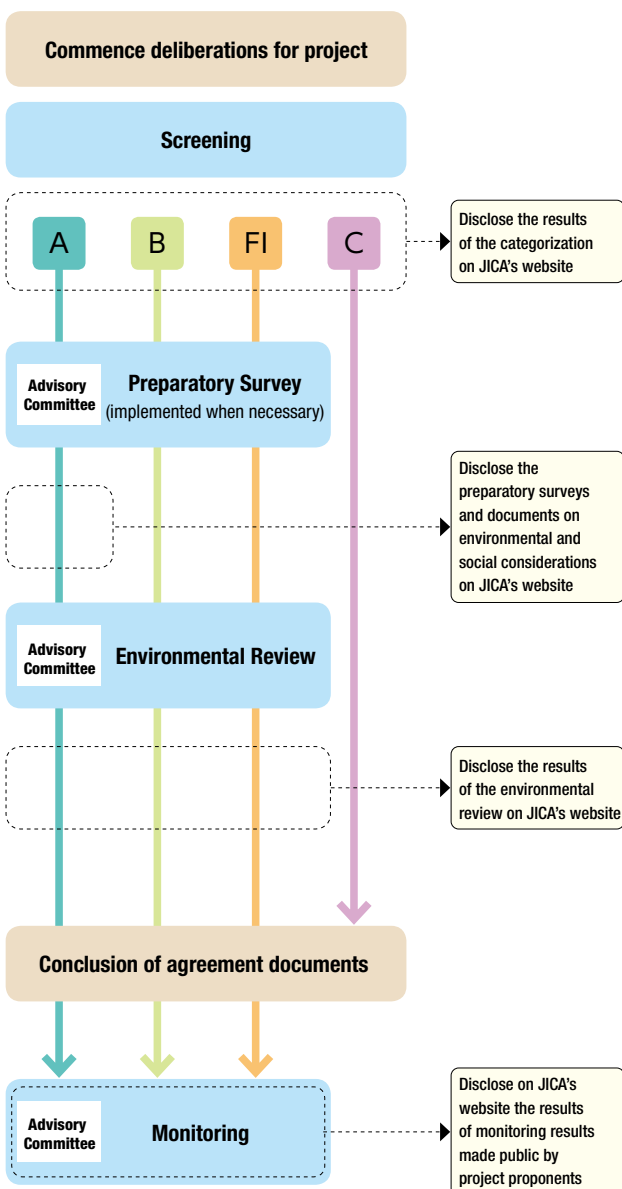 Commence deliberations for project
Screening
A B FI C
Disclose the results
of the categorization
on JICA's website
Advisory
Committee
Preparatory Survey
(implemented when necessary)
Disclose the
preparatory surveys
and documents on
environmental and
social considerations
on JICA's website
Advisory
Committee
Environmental Review
Disclose the results
of the environmental
review on JICA's website
Conclusion of agreement documents
Advisory
Committee
Monitoring
Disclose on JICA's
website the results
of monitoring results
made public by
project proponents